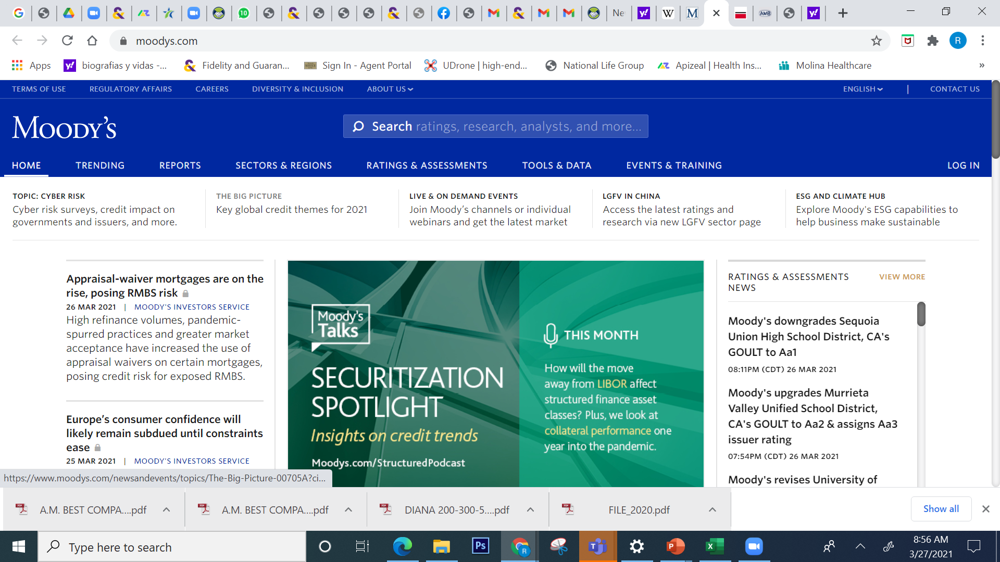 10
Ne
W
M
AMB
moodys.com
R
Apps
biografias y vidas -...
Fidelity and Guaran...
Sign In - Agent Portal
UDrone | high-end...
National Life Group
Apizeal | Health Ins...
Molina Healthcare
»
TERMS OF USE
REGULATORY AFFAIRS
CAREERS
DIVERSITY & INCLUSION
ABOUT US
ENGLISH
|
CONTACT US
MOODY'S
Search ratings, research, analysts, and more...
HOME
TRENDING
REPORTS
SECTORS & REGIONS
RATINGS & ASSESSMENTS
TOOLS & DATA
EVENTS & TRAINING
LOG IN
TOPIC: CYBER RISK
Cyber risk surveys, credit impact on
governments and issuers, and more.
THE BIG PICTURE
Key global credit themes for 2021
LIVE & ON DEMAND EVENTS
Join Moody's channels or individual
webinars and get the latest market
LGFV IN CHINA
Access the latest ratings and
research via new LGFV sector page
ESG AND CLIMATE HUB
Explore Moody's ESG capabilities to
help business make sustainable
Appraisal-waiver mortgages are on the
rise, posing RMBS risk
26 MAR 2021 | MOODY'S INVESTORS SERVICE
High refinance volumes, pandemic-
spurred practices and greater market
acceptance have increased the use of
appraisal waivers on certain mortgages,
posing credit risk for exposed RMBS.
Europe's consumer confidence will
likely remain subdued until constraints
ease
25 MAR 2021 | MOODY'S INVESTORS SERVICE
Moody's
Talks
SECURITIZATION
SPOTLIGHT
Insights on credit trends
Moodys.com/StructuredPodcast
THIS MONTH
How will the move
away from LIBOR affect
structured finance asset
classes? Plus, we look at
collateral performance one
year into the pandemic.
RATINGS & ASSESSMENTS
NEWS
VIEW MORE
Moody's downgrades Sequoia
Union High School District, CA's
GOULT to Aa1
08:11PM (CDT) 26 MAR 2021
Moody's upgrades Murrieta
Valley Unified School District,
CA's GOULT to Aa2 & assigns Aa3
issuer rating
07:54PM (CDT) 26 MAR 2021
Moody's revises University of
https://www.moodys.com/newsandevents/topics/The-Big-Picture-00705A?ci...
A.M. BEST COMPA....pdf
A.M. BEST COMPA....pdf
DIANA 200-300-5....pdf
FILE_2020.pdf
Show all
Type here to search
Ps
R
8:56 AM
3/27/2021